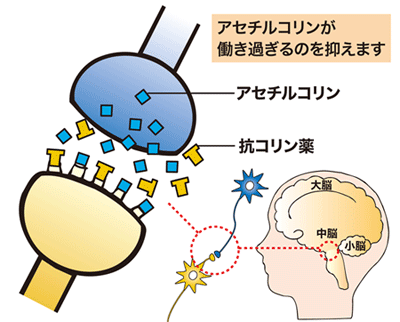 アセチルコリンが
働き過ぎるのを抑えます
アセチルコリン
抗コリン薬
大脳
中脳
小脳